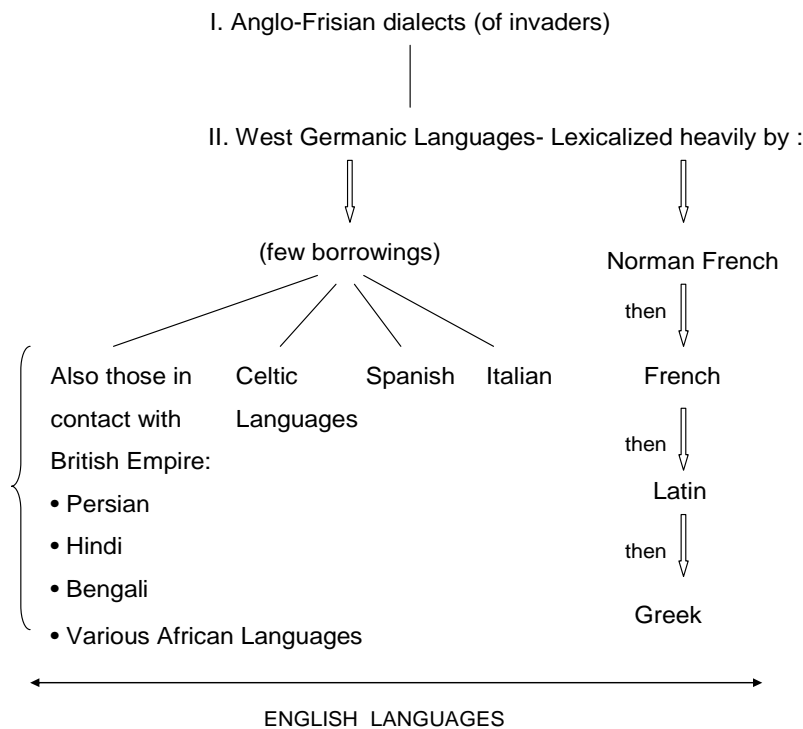 I. Anglo-Frisian dialects (of invaders)
II. West Germanic Languages- Lexicalized heavily by :
(few borrowings)
Norman French
then
Also those in
contact with
British Empire:
• Persian
• Hindi
• Bengali
• Various African Languages
Celtic
Languages
Spanish
Italian
French
then
Latin
then
Greek
ENGLISH LANGUAGES